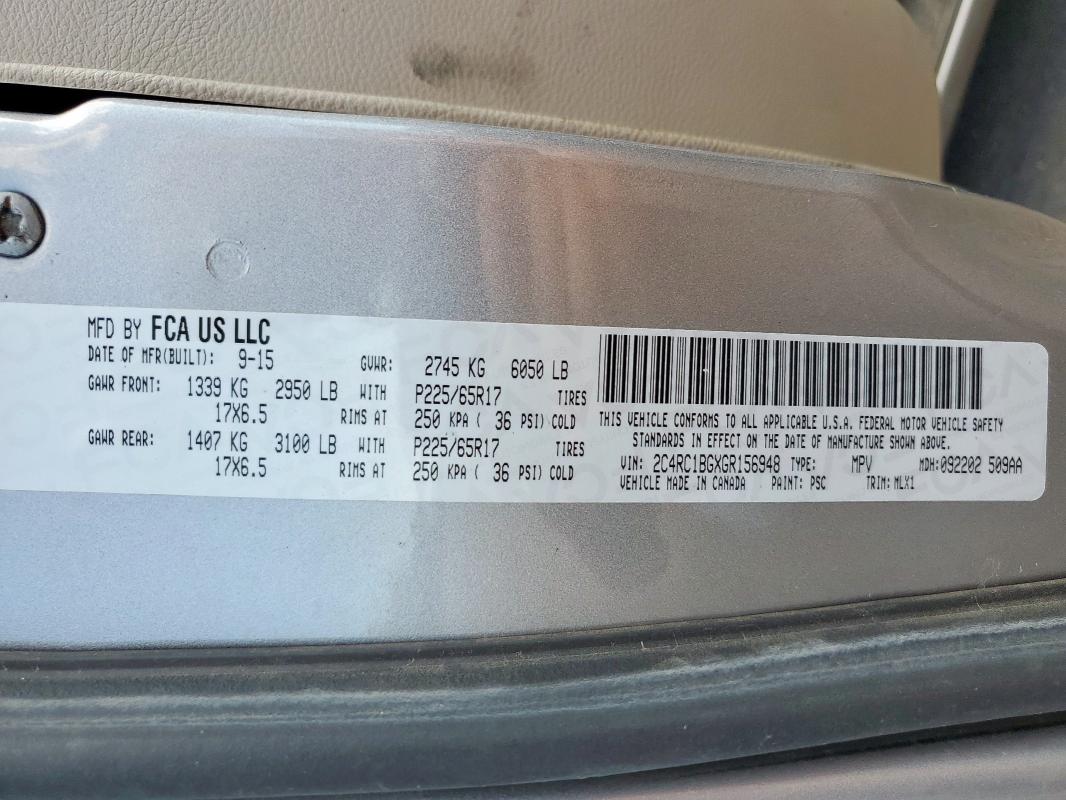 MFD BY FCA US LLC
DATE OF MFR(BUILT): 9-15 GVWR: 2745 KG 6050 LB
GAWR FRONT: 1339 KG 2950 LB WITH P225/65R17 TIRES
17X6.5 RIMS AT 250 KPA ( 36 PSI) COLD
GAWR REAR: 1407 KG 3100 LB WITH P225/65R17 TIRES
17X6.5 RIMS AT 250 KPA ( 36 PSI) COLD
THIS VEHICLE CONFORMS TO ALL APPLICABLE U.S.A. FEDERAL MOTOR VEHICLE SAFETY
STANDARDS IN EFFECT ON THE DATE OF MANUFACTURE SHOWN ABOVE.
VIN: 2C4RC1BGXGR156948 TYPE: MPV MDH:092202 509AA
VEHICLE MADE IN CANADA PAINT: PSC TRIM: MLX1